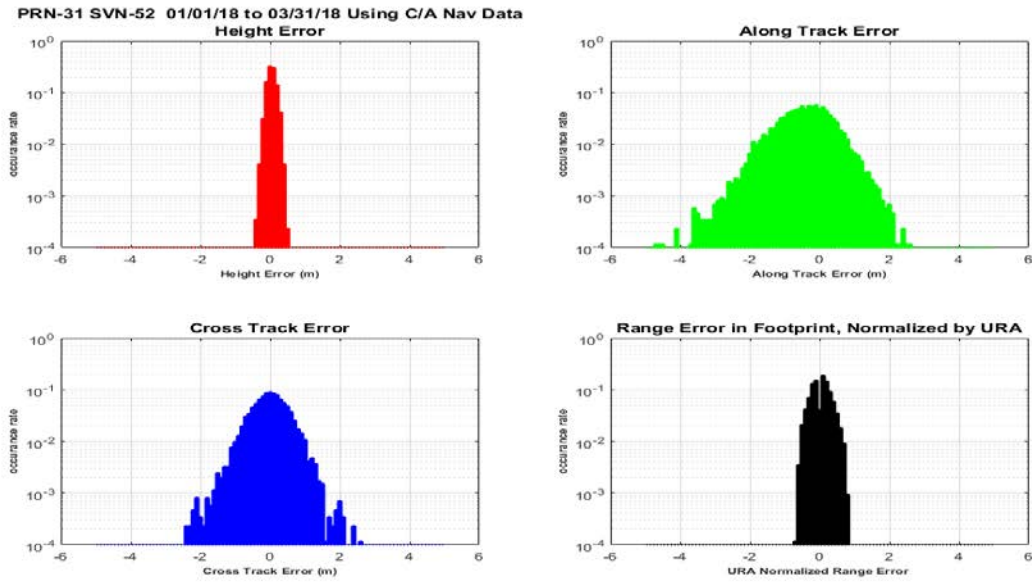 PRN-31 SVN-52 01/01/18 to 03/31/18 Using C/A Nav Data
Height Error
10^0
10^-1
10^-2
10^-3
10^-4
occurance rate
-6 -4 -2 0 2 4 6
Height Error (m)
Along Track Error
10^0
10^-1
10^-2
10^-3
10^-4
occurance rate
-6 -4 -2 0 2 4 6
Along Track Error (m)
Cross Track Error
10^0
10^-1
10^-2
10^-3
10^-4
occurance rate
-6 -4 -2 0 2 4 6
Cross Track Error (m)
Range Error in Footprint, Normalized by URA
10^0
10^-1
10^-2
10^-3
10^-4
occurance rate
-6 -4 -2 0 2 4 6
URA Normalized Range Error